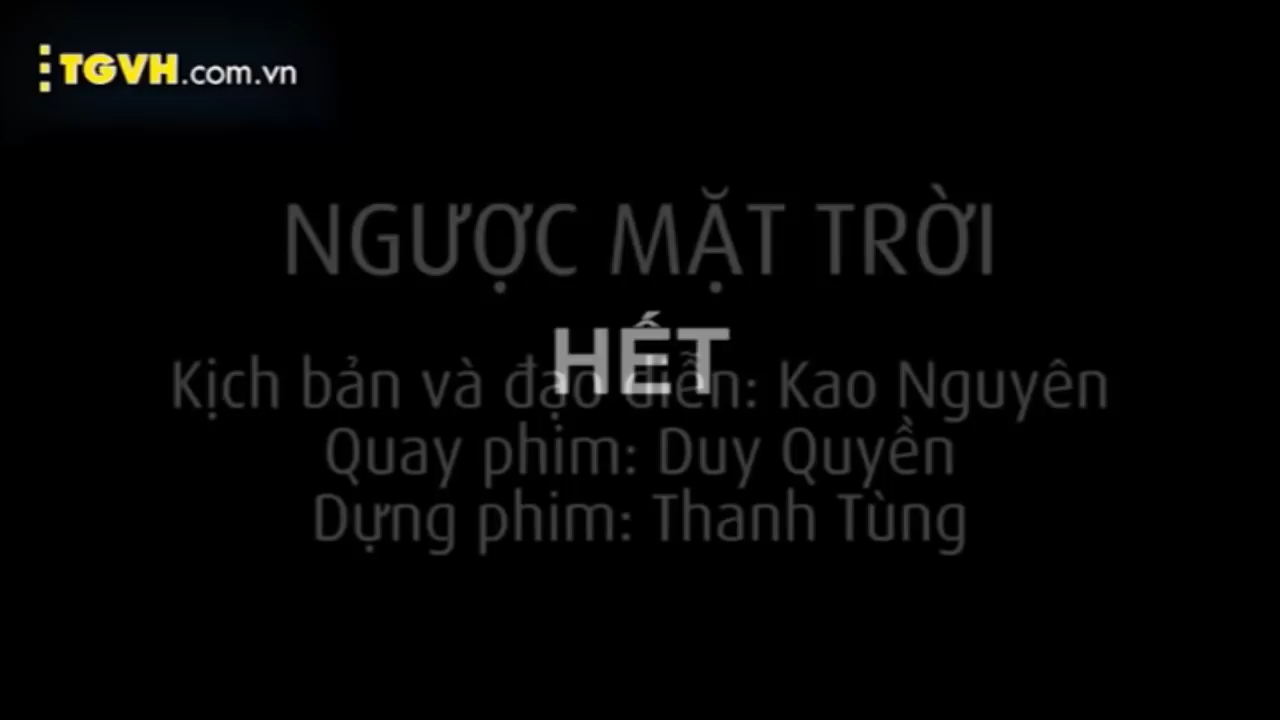 TGVH.com.vn
NGƯỢC MẶT TRỜI
HẾT
Kịch bản và đạo diễn: Kao Nguyên
Quay phim: Duy Quyền
Dựng phim: Thanh Tùng